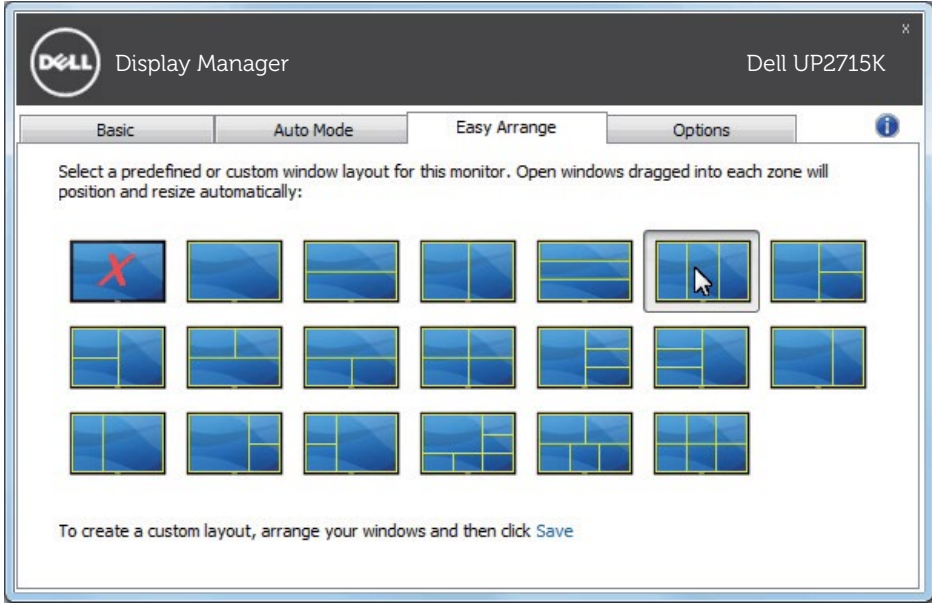 x
DELL Display Manager Dell UP2715K
Basic Auto Mode Easy Arrange Options i
Select a predefined or custom window layout for this monitor. Open windows dragged into each zone will
position and resize automatically:
X
To create a custom layout, arrange your windows and then click Save